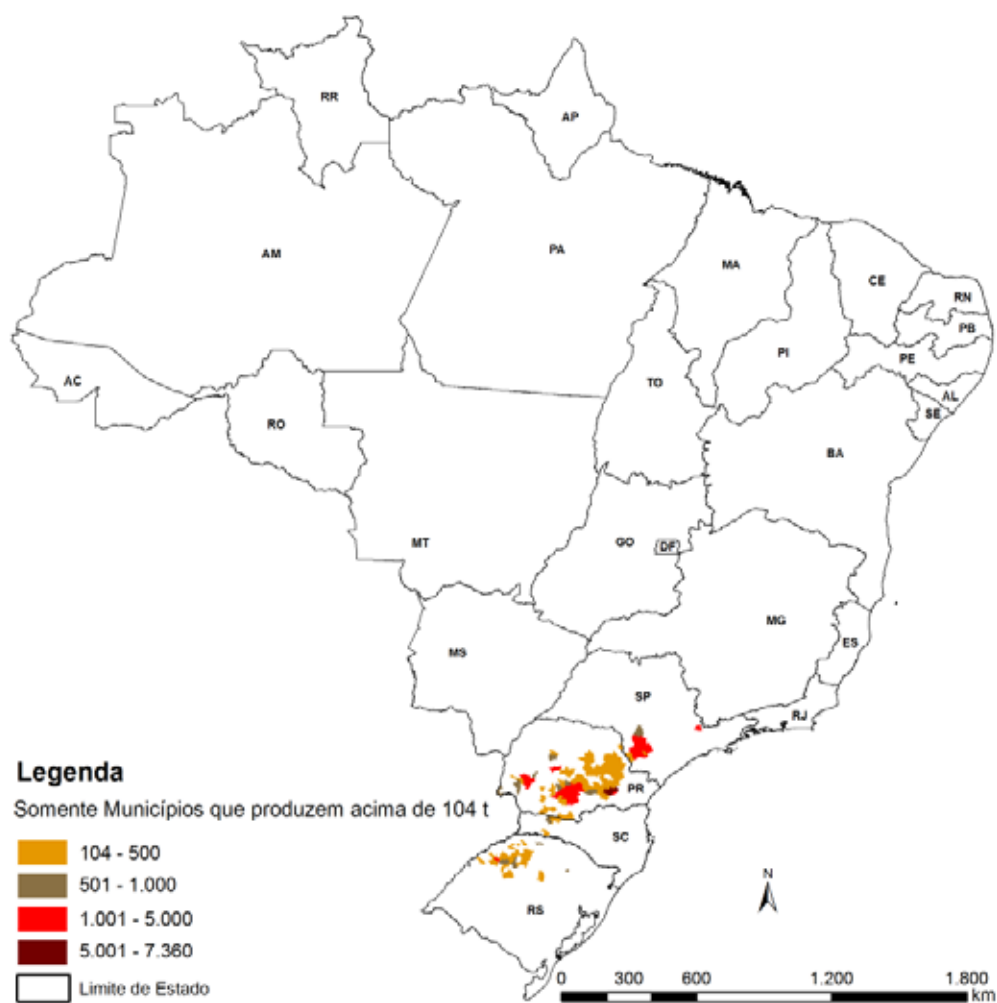 RR
AP
AM
PA
MA
CE
RN
PB
PI
PE
AC
TO
AL
SE
RO
BA
MT
GO
DF
MG
MS
ES
SP
RJ
Legenda
Somente Municípios que produzem acima de 104 t
PR
SC
104 - 500
501 - 1.000
1.001 - 5.000
5.001 - 7.360
Limite de Estado
RS
N
0 300 600 1.200 1.800
km